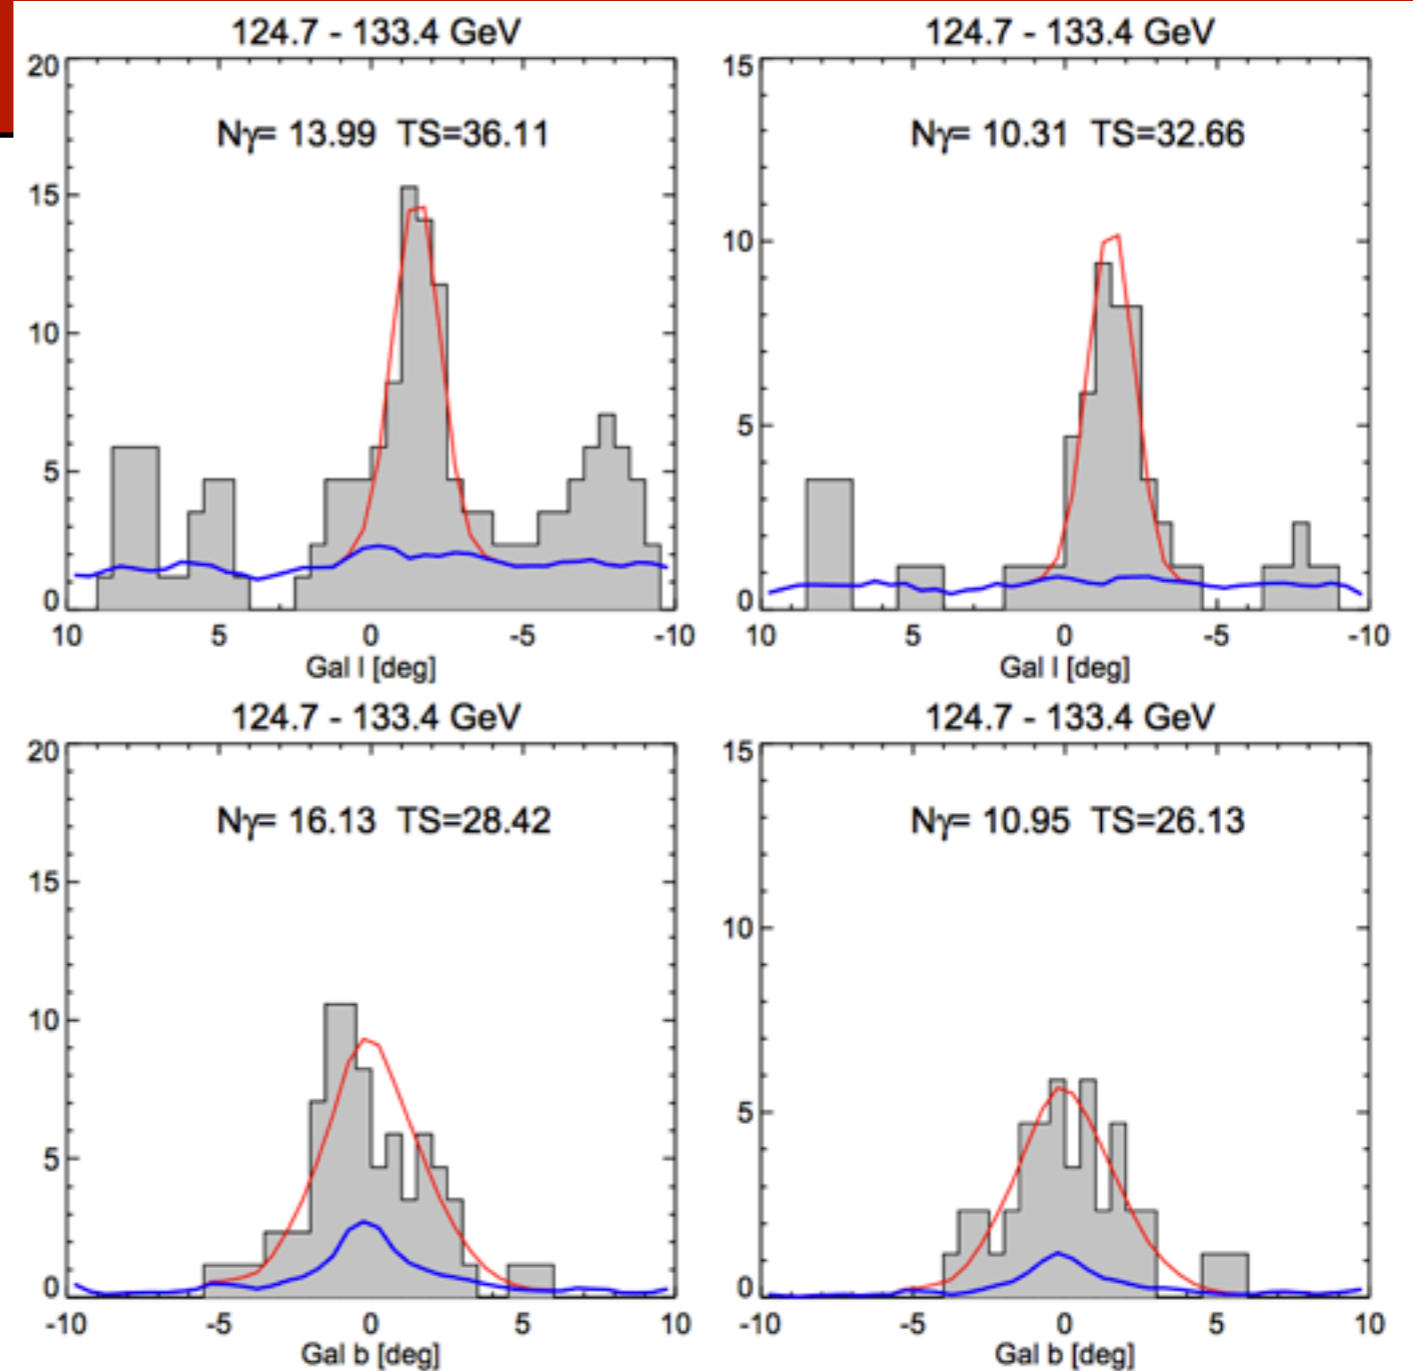 124.7 - 133.4 GeV
Nγ= 13.99 TS=36.11
20
15
10
5
0
10 5 0 -5 -10
Gal l [deg]
124.7 - 133.4 GeV
Nγ= 10.31 TS=32.66
15
10
5
0
10 5 0 -5 -10
Gal l [deg]
124.7 - 133.4 GeV
Nγ= 16.13 TS=28.42
20
15
10
5
0
-10 -5 0 5 10
Gal b [deg]
124.7 - 133.4 GeV
Nγ= 10.95 TS=26.13
15
10
5
0
-10 -5 0 5 10
Gal b [deg]